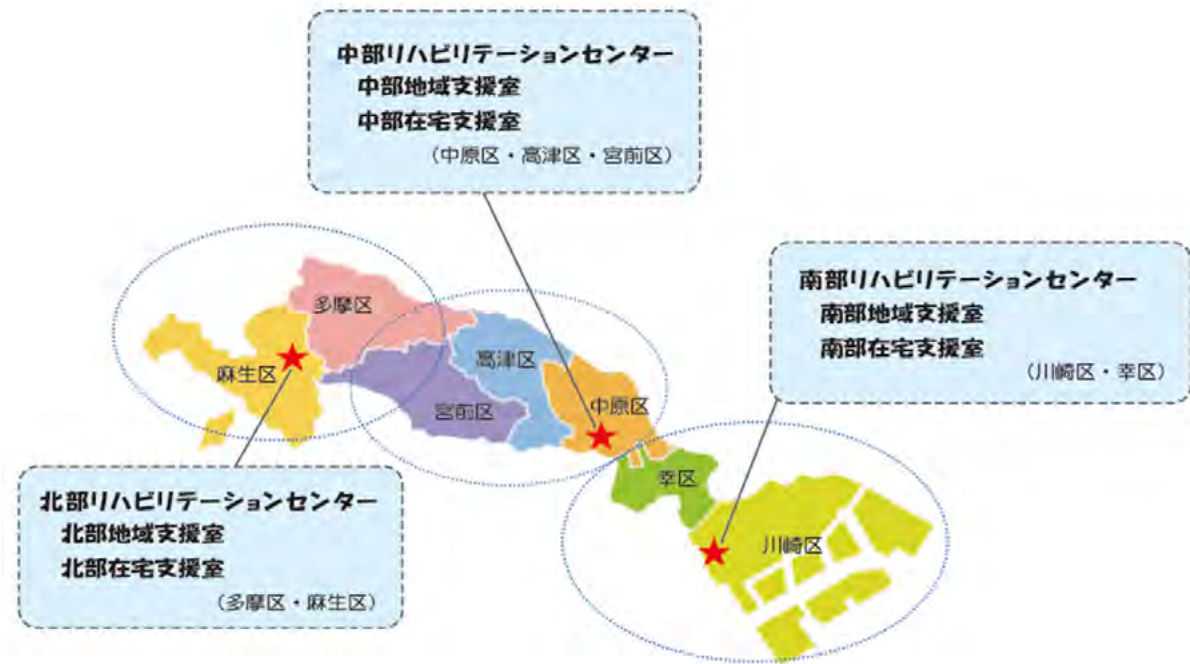 中部リハビリテーションセンター
中部地域支援室
中部在宅支援室
（中原区・高津区・宮前区）
南部リハビリテーションセンター
南部地域支援室
南部在宅支援室
（川崎区・幸区）
多摩区
高津区
麻生区
宮前区
中原区
幸区
川崎区
北部リハビリテーションセンター
北部地域支援室
北部在宅支援室
（多摩区・麻生区）